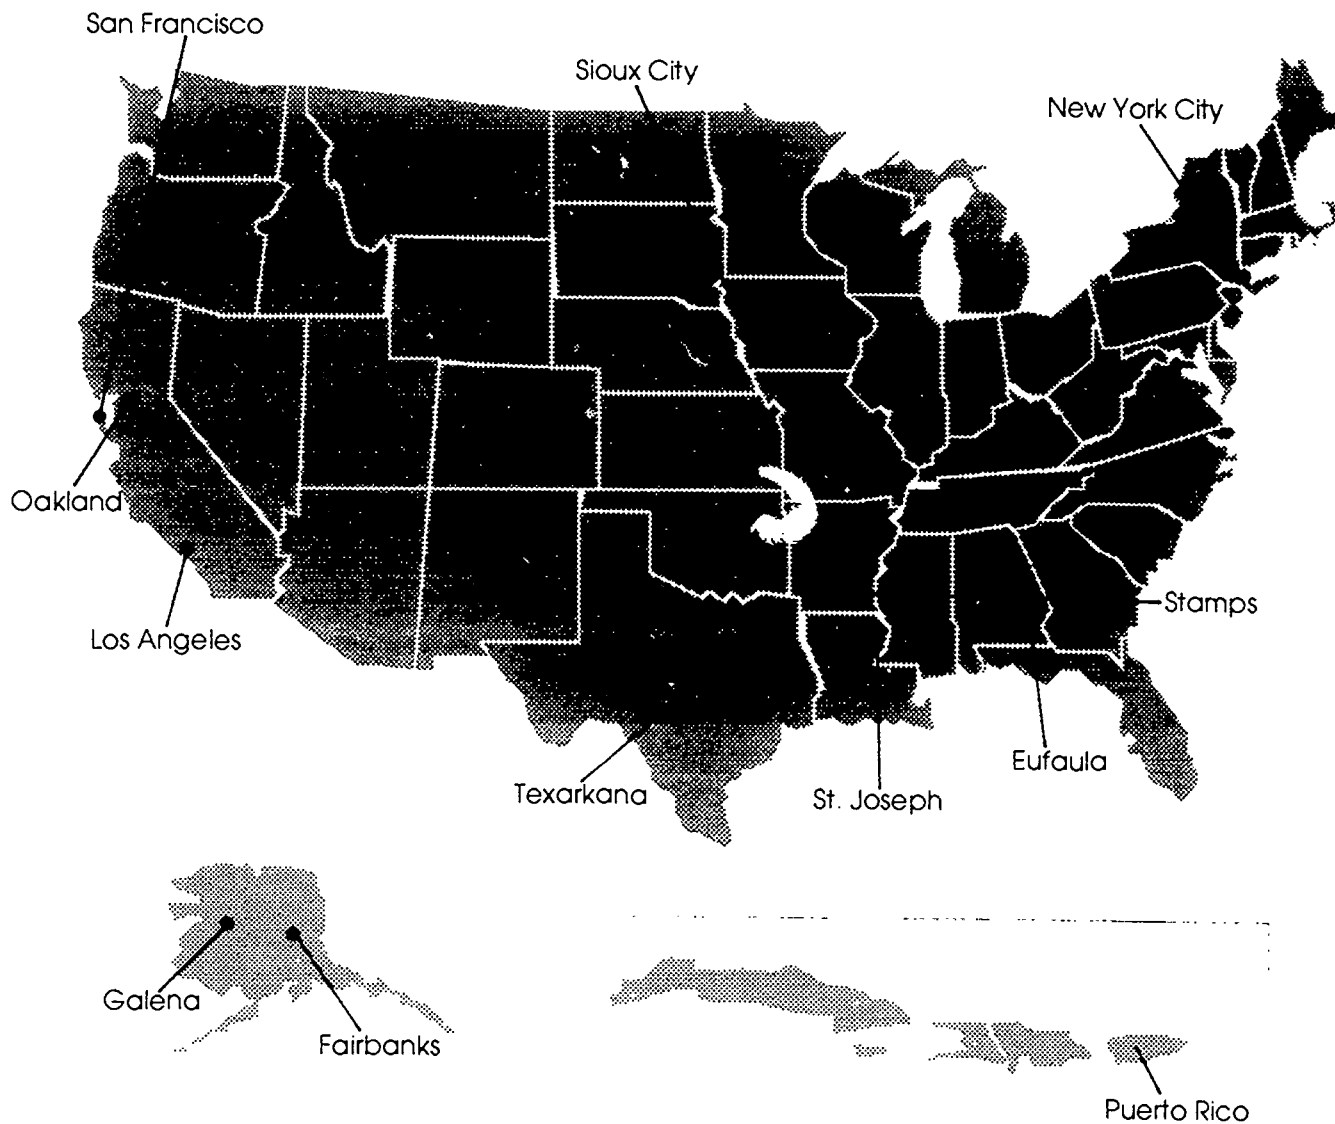 San Francisco
Sioux City
New York City
Oakland
Los Angeles
Stamps
Eufaula
Texarkana
St. Joseph
Galena
Fairbanks
Puerto Rico